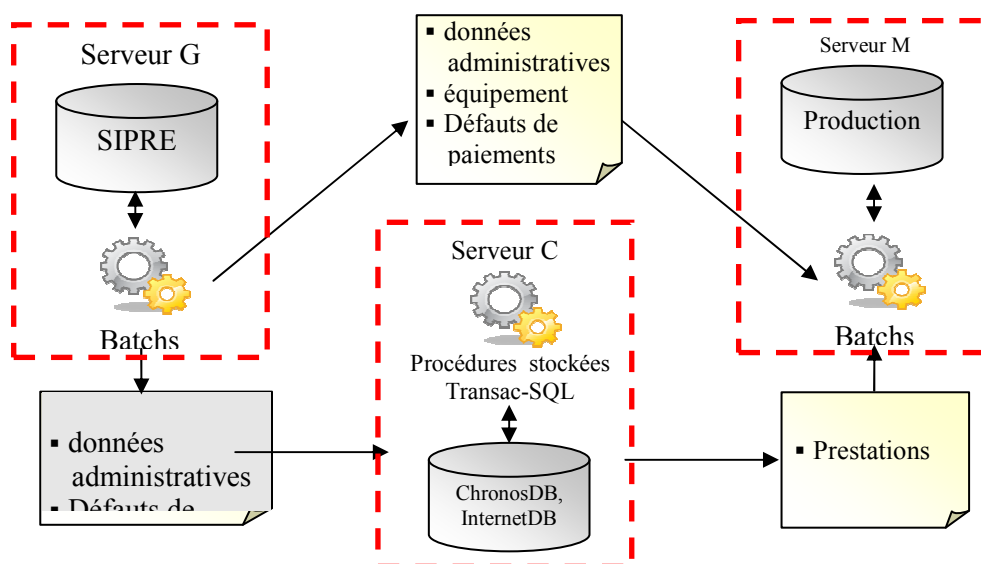 Serveur G
SIPRE
Batchs
▪ données
administratives
▪ équipement
▪ Défauts de
paiements
Serveur M
Production
Batchs
Serveur C
Procédures stockées
Transac-SQL
ChronosDB,
InternetDB
▪ données
administratives
▪ Défauts de
▪ Prestations